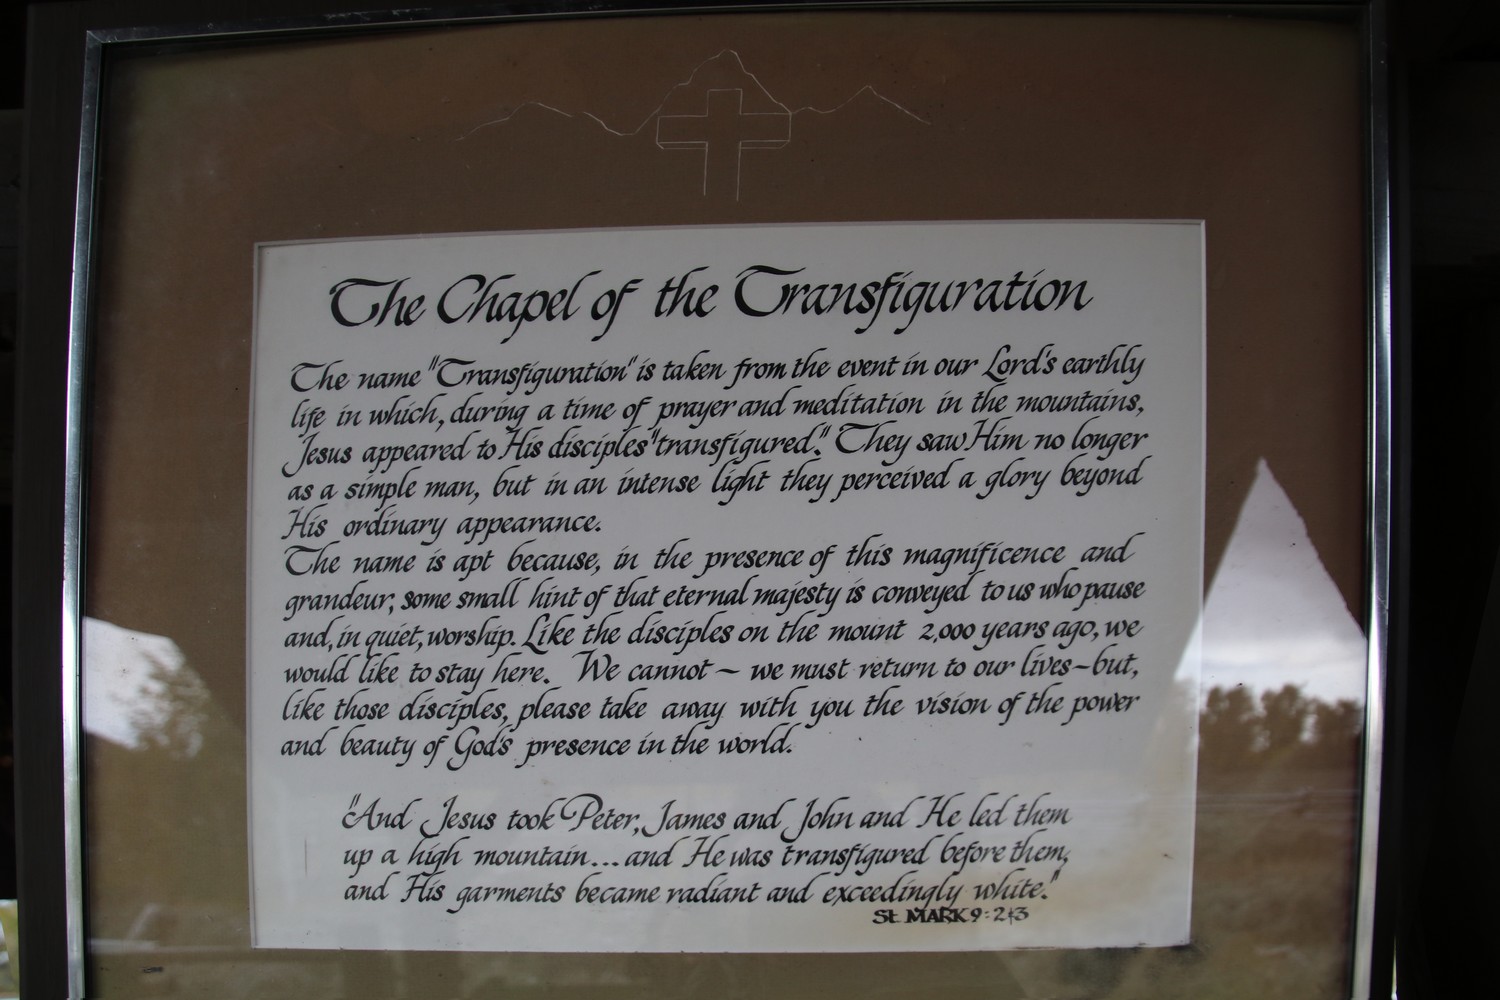 The Chapel of the Transfiguration
The name "Transfiguration" is taken from the event in our Lord's earthly
life in which, during a time of prayer and meditation in the mountains,
Jesus appeared to His disciples "transfigured." They saw Him no longer
as a simple man, but in an intense light they perceived a glory beyond
His ordinary appearance.
The name is apt because, in the presence of this magnificence and
grandeur, some small hint of that eternal majesty is conveyed to us who pause
and, in quiet, worship. Like the disciples on the mount 2,000 years ago, we
would like to stay here. We cannot ~ we must return to our lives ~ but,
like those disciples, please take away with you the vision of the power
and beauty of God's presence in the world.
"And Jesus took Peter, James and John and He led them
up a high mountain... and He was transfigured before them,
and His garments became radiant and exceedingly white."
St. MARK 9:2&3